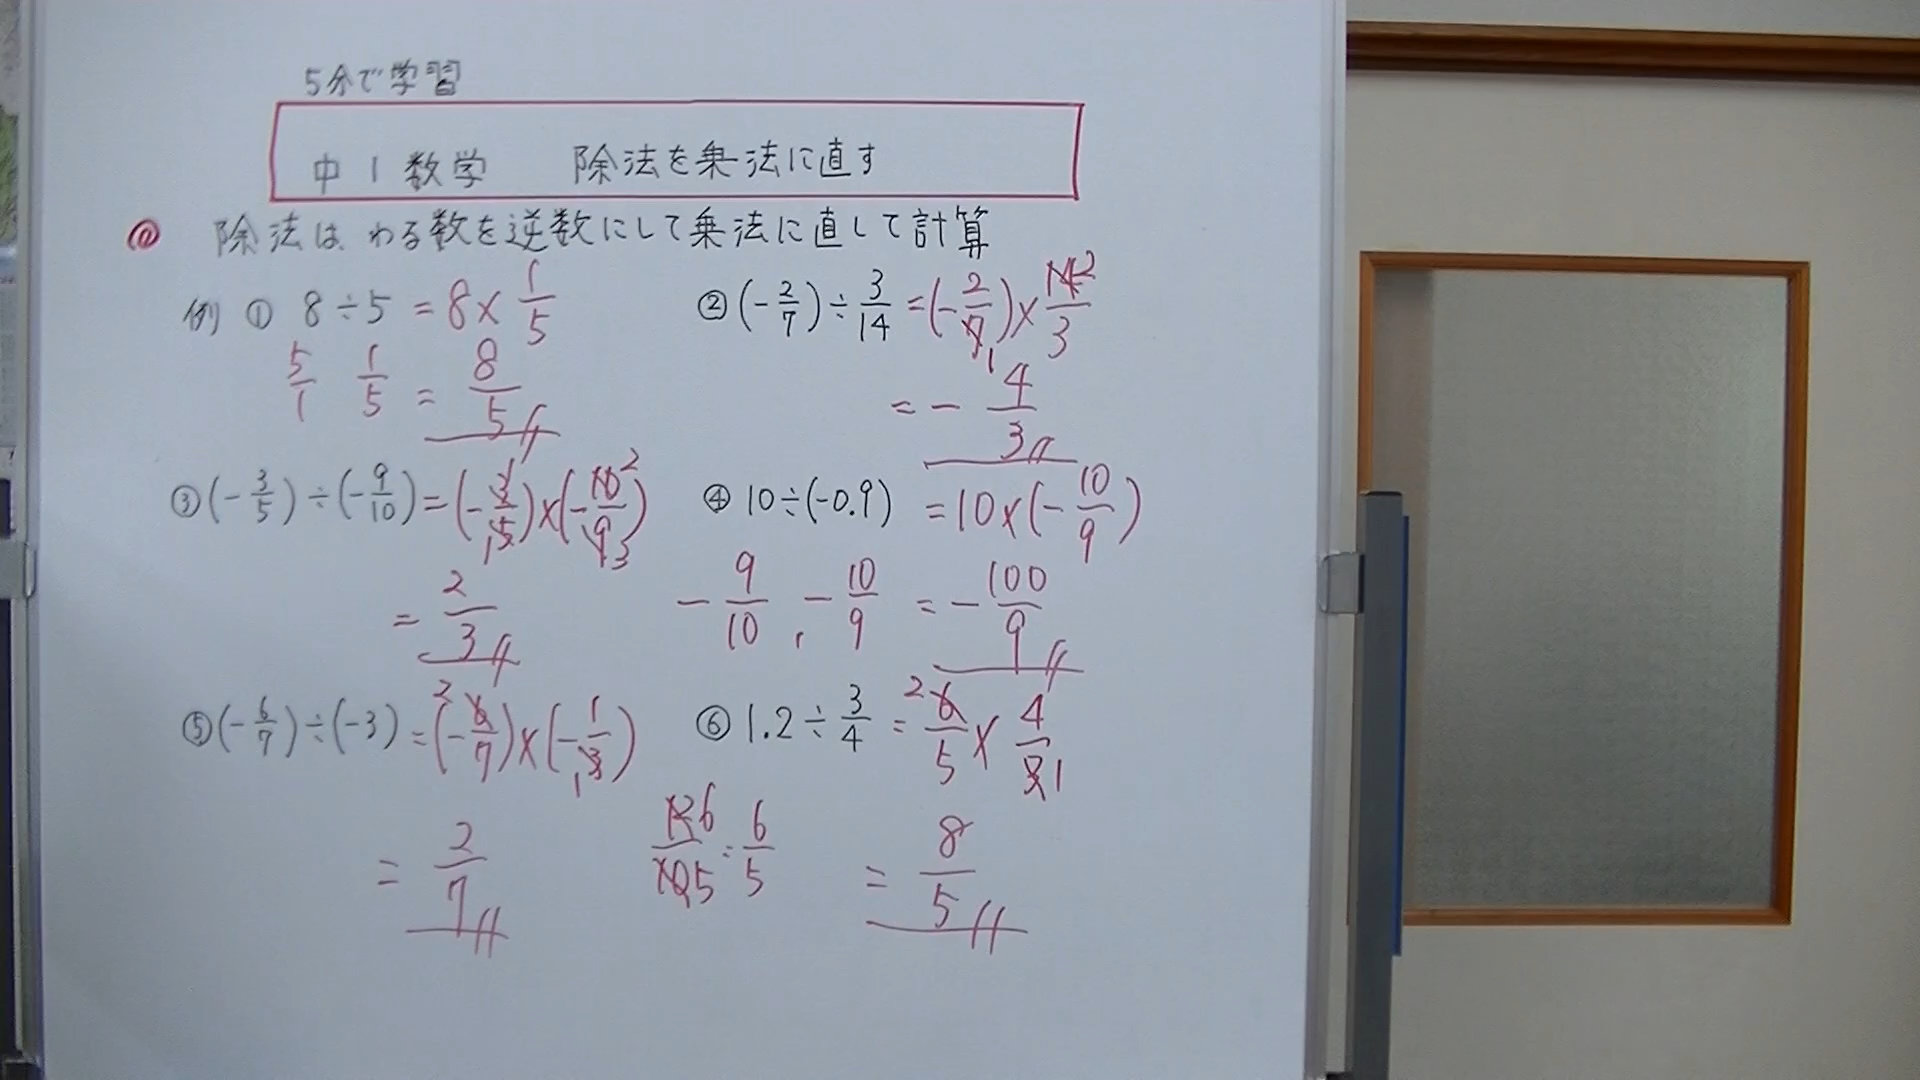 5分で学習
中1数学 除法を乗法に直す
@ 除法は、わる数を逆数にして乗法に直して計算
例 ① 8÷5 = 8×1/5
5/1 1/5 = 8/5
② (-2/7)÷3/14 = (-2/7)×14/3
= -4/3
③ (-3/5)÷(-9/10) = (-3/5)×(-10/9)
= 2/3
④ 10÷(-0.9) = 10×(-10/9)
-9/10, -10/9 = -100/9
⑤ (-6/7)÷(-3) = (-6/7)×(-1/3)
= 2/7
⑥ 1.2÷3/4 = 6/5×4/3
12/10 = 6/5 = 8/5